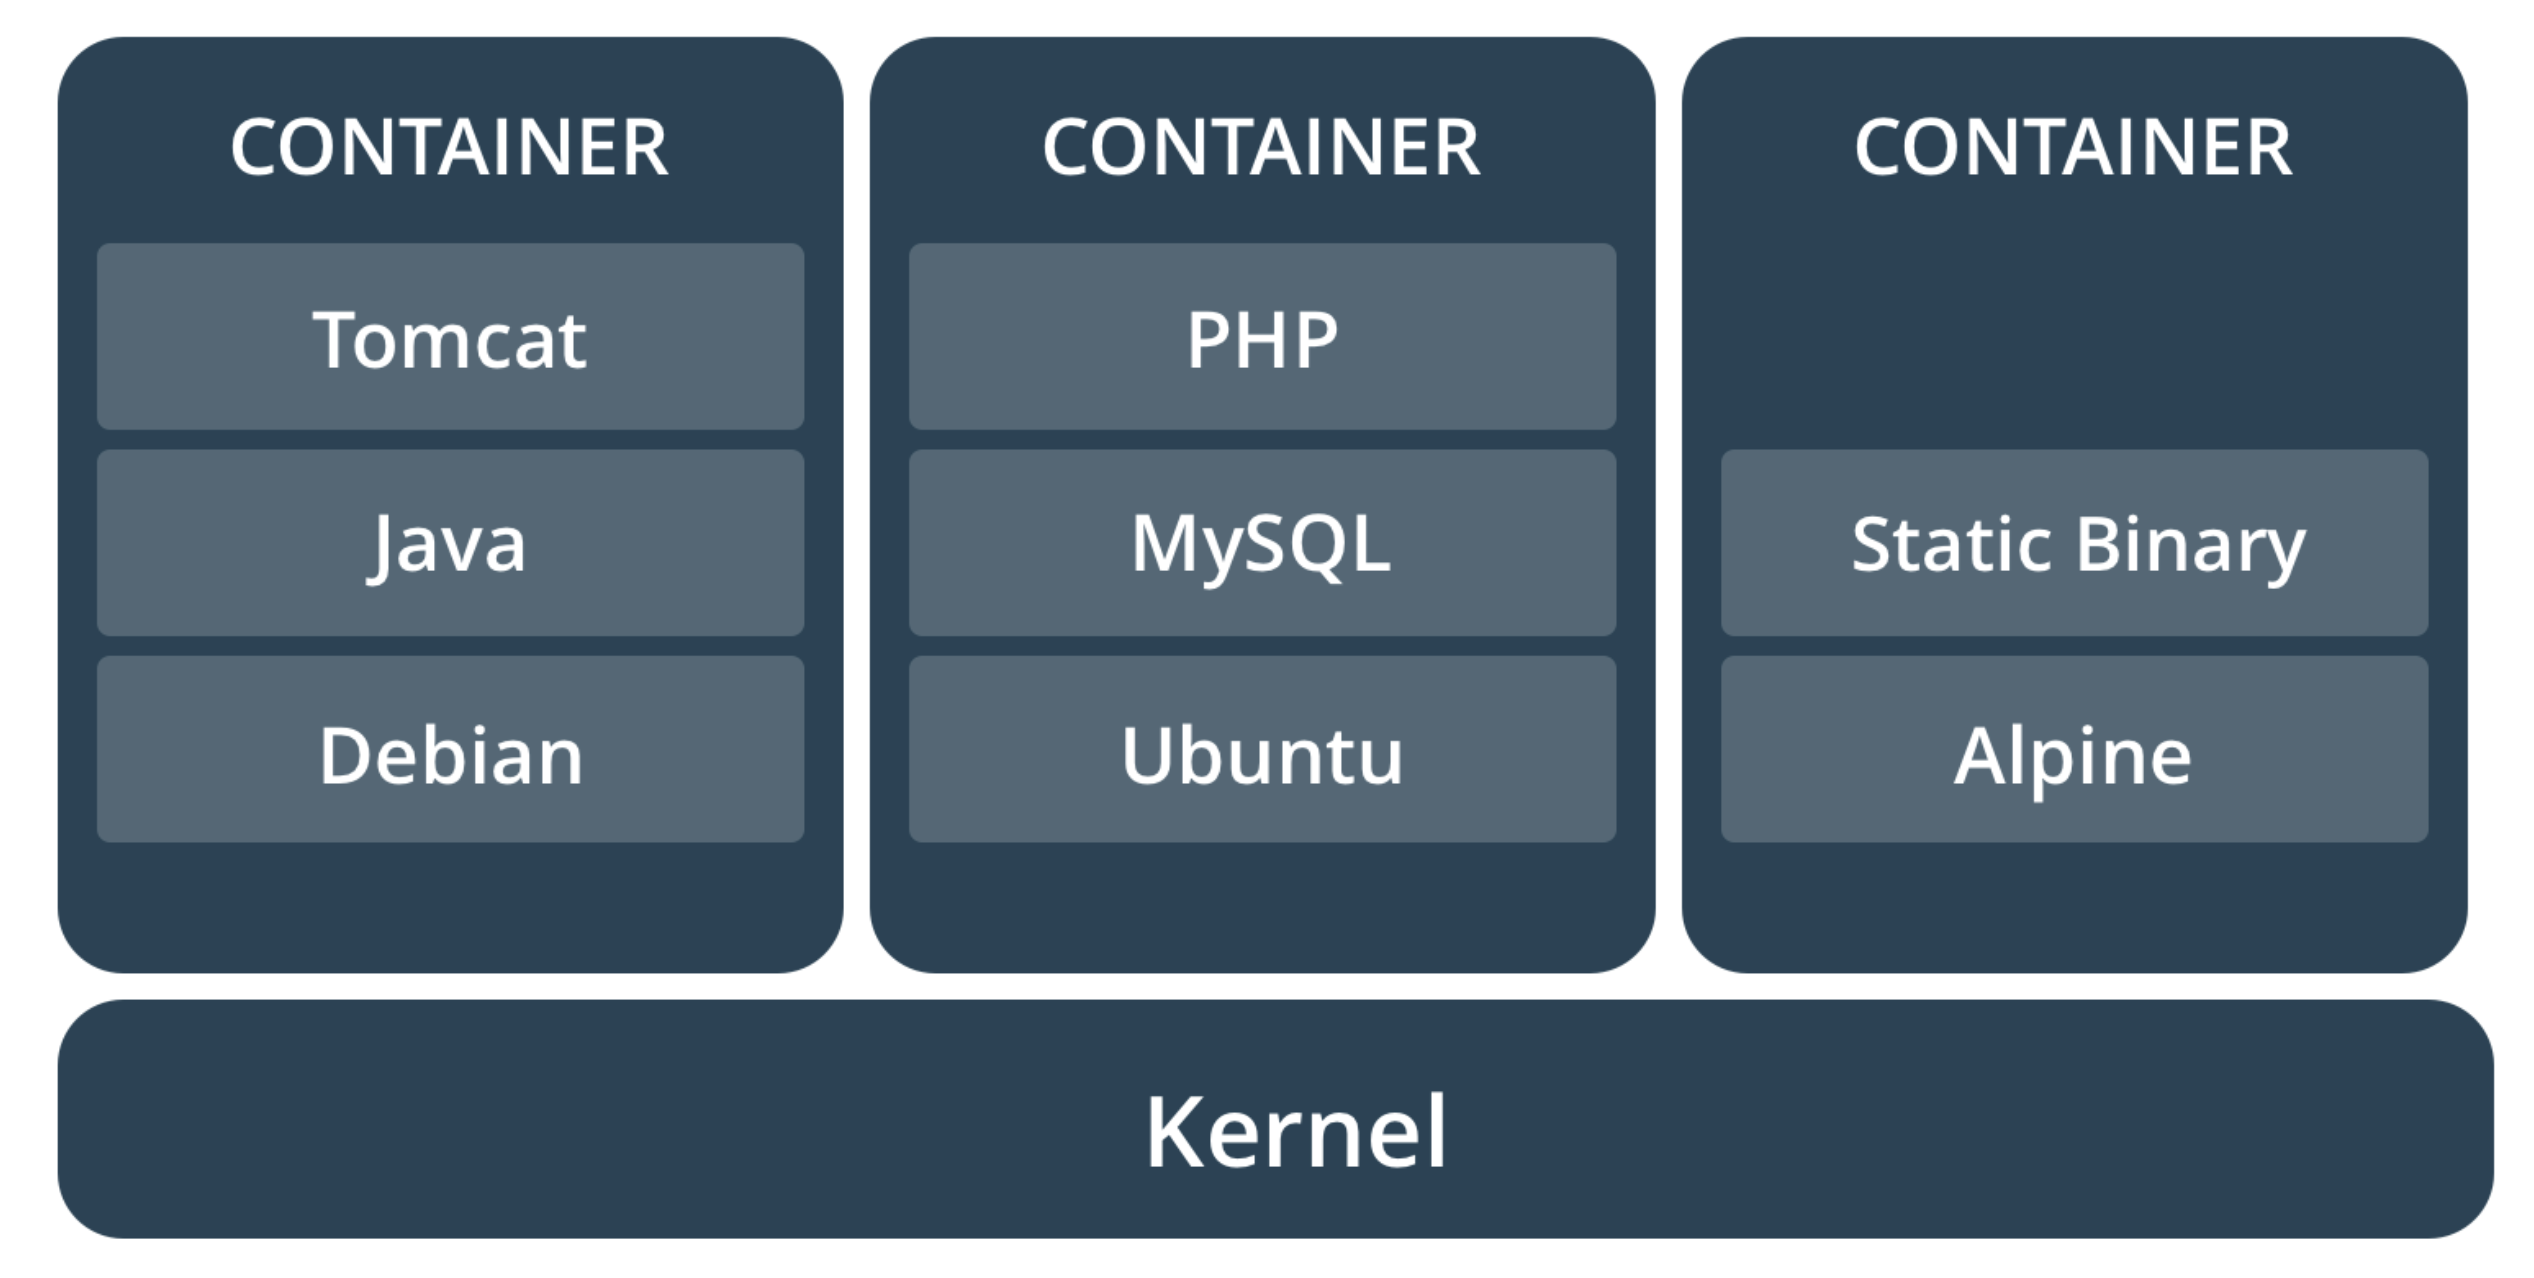 CONTAINER
Tomcat
Java
Debian
CONTAINER
PHP
MySQL
Ubuntu
CONTAINER
Static Binary
Alpine
Kernel